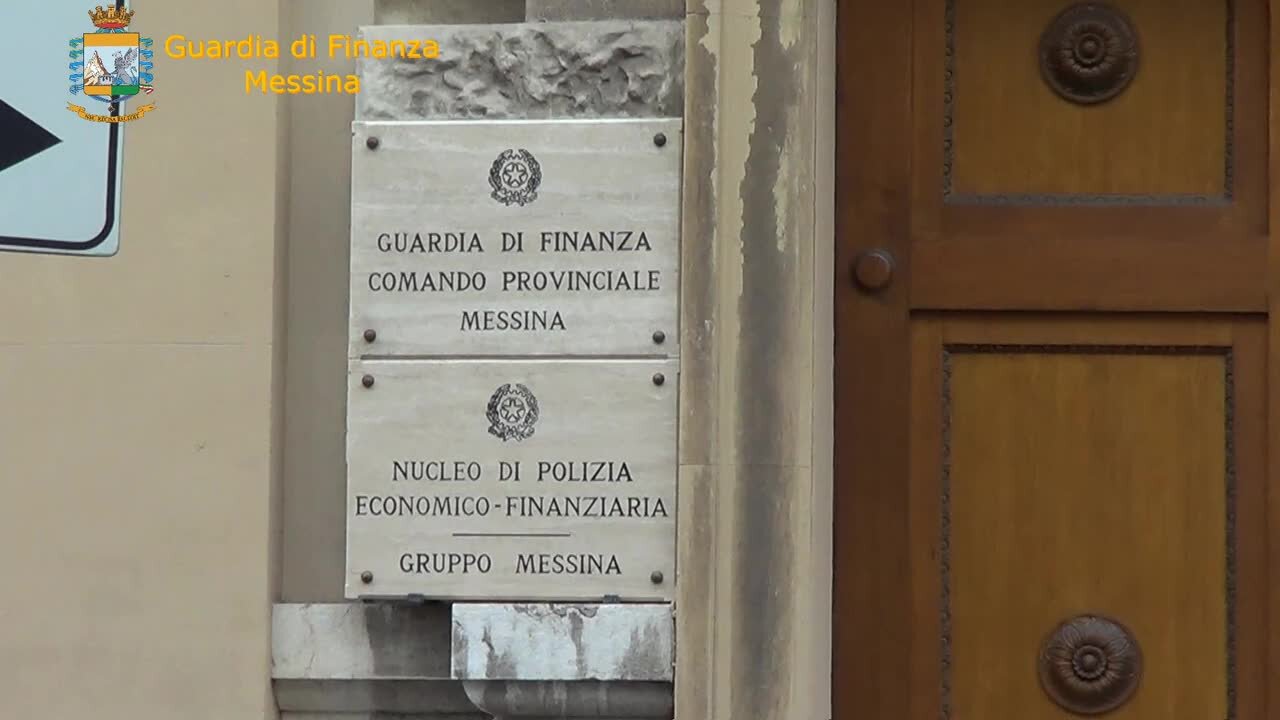 Guardia di Finanza
Messina
GUARDIA DI FINANZA
COMANDO PROVINCIALE
MESSINA
NUCLEO DI POLIZIA
ECONOMICO-FINANZIARIA
GRUPPO MESSINA